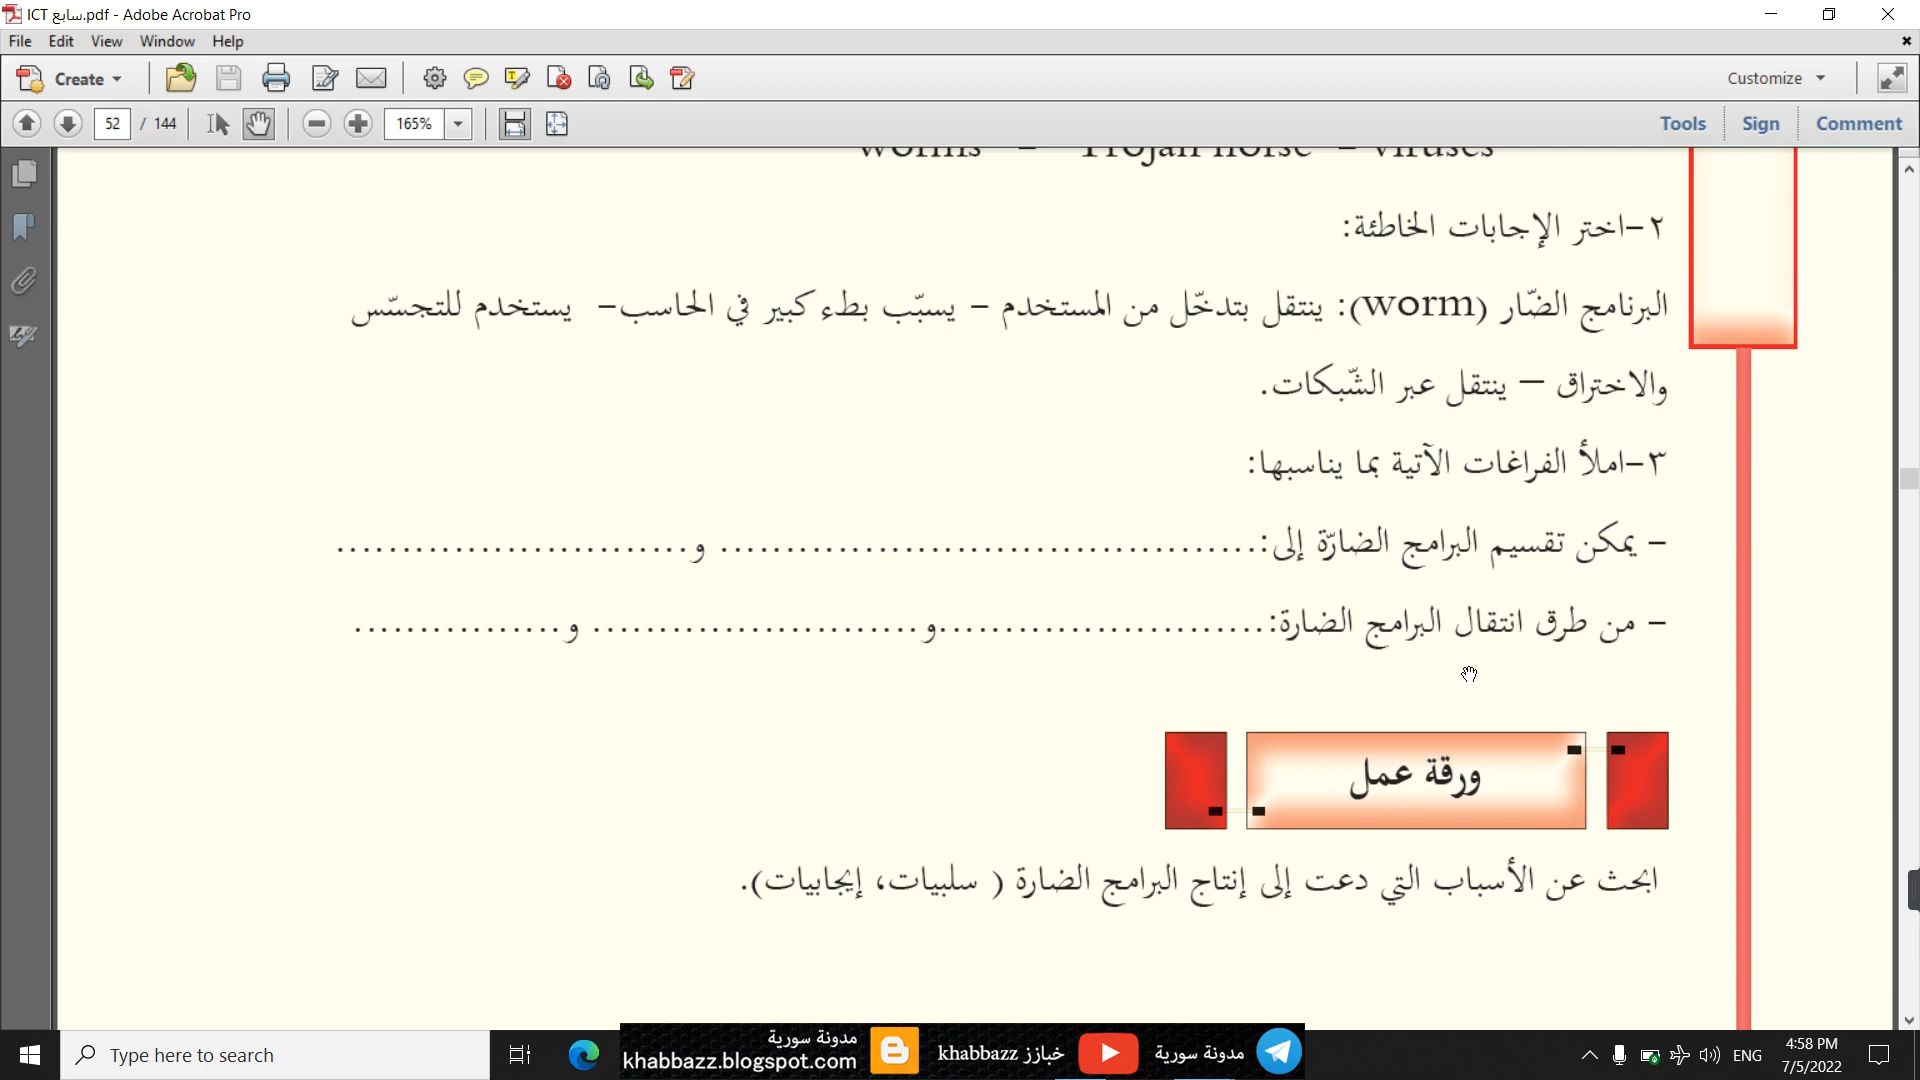 ICT سابع.pdf - Adobe Acrobat Pro
File Edit View Window Help
Create
Customize
52 / 144
165%
Tools Sign Comment
worms – Trojan horse – viruses
٢-اختر الإجابات الخاطئة:
البرنامج الضّار (worm): ينتقل بتدخّل من المستخدم – يسبّب بطء كبير في الحاسب– يستخدم للتجسّس
والاختراق – ينتقل عبر الشّبكات.
٣-املأ الفراغات الآتية بما يناسبها:
– يمكن تقسيم البرامج الضارّة إلى:......................................... و...........................
– من طرق انتقال البرامج الضارة:.........................و......................... و................
ورقة عمل
ابحث عن الأسباب التي دعت إلى إنتاج البرامج الضارة ( سلبيات، إيجابيات).
Type here to search
مدونة سورية
khabbazz.blogspot.com
خبازز khabbazz
مدونة سورية
ENG
4:58 PM
7/5/2022